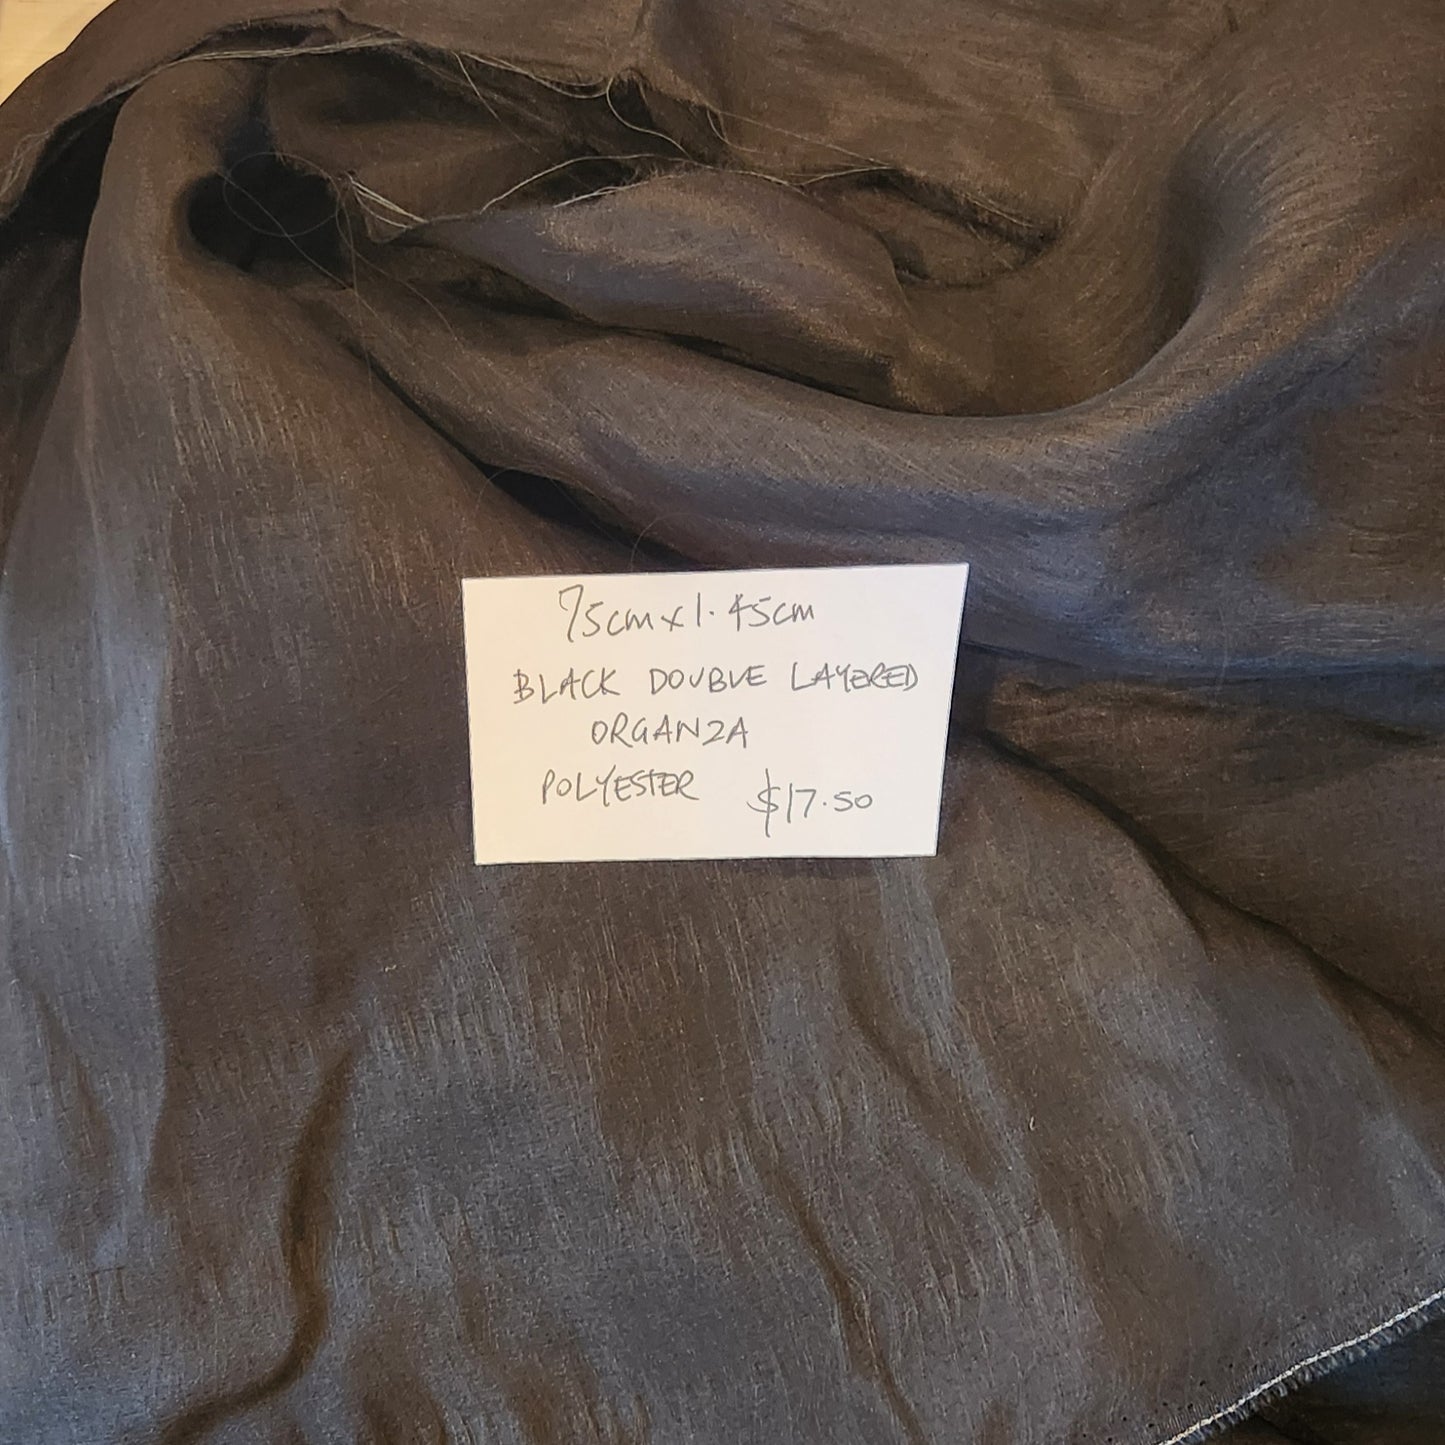 75cm x 1.45cm
BLACK DOUBLE LAYERED
ORGANZA
POLYESTER $17.50